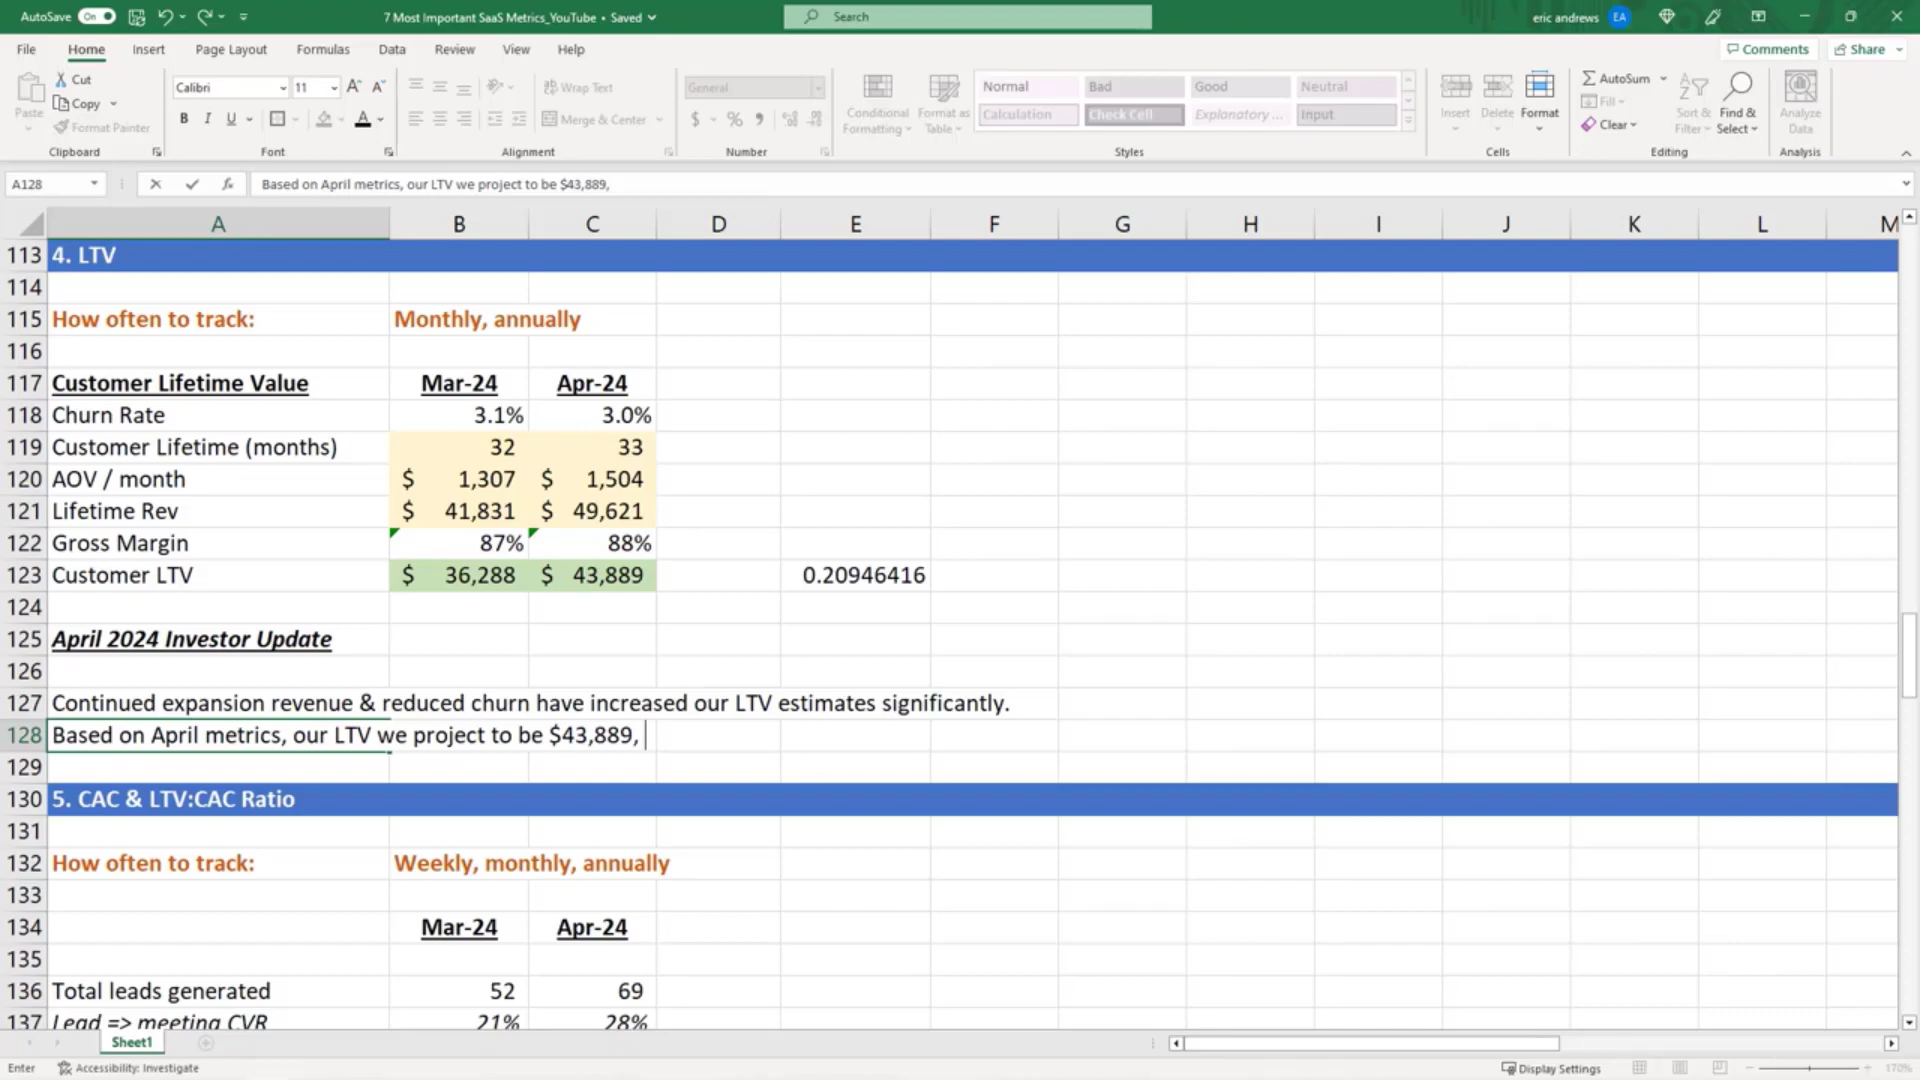 AutoSave On 7 Most Important SaaS Metrics_YouTube • Saved Search eric andrews EA
File Home Insert Page Layout Formulas Data Review View Help Comments Share
Paste Cut Copy Format Painter Clipboard
Calibri 11 B I U A Font
Wrap Text Merge & Center Alignment
General $ % Number
Conditional Formatting Format as Table
Normal Bad Good Neutral
Calculation Check Cell Explanatory ... Input
Styles
Insert Delete Format Cells
AutoSum Fill Clear Sort & Filter Find & Select Editing
Analyze Data Analysis
A128 fx Based on April metrics, our LTV we project to be $43,889,
A B C D E F G H I J K L M
113 4. LTV
114
115 How often to track: Monthly, annually
116
117 Customer Lifetime Value Mar-24 Apr-24
118 Churn Rate 3.1% 3.0%
119 Customer Lifetime (months) 32 33
120 AOV / month $ 1,307 $ 1,504
121 Lifetime Rev $ 41,831 $ 49,621
122 Gross Margin 87% 88%
123 Customer LTV $ 36,288 $ 43,889 0.20946416
124
125 April 2024 Investor Update
126
127 Continued expansion revenue & reduced churn have increased our LTV estimates significantly.
128 Based on April metrics, our LTV we project to be $43,889,
129
130 5. CAC & LTV:CAC Ratio
131
132 How often to track: Weekly, monthly, annually
133
134 Mar-24 Apr-24
135
136 Total leads generated 52 69
137 Lead => meeting CVR 21% 28%
Sheet1
Enter Accessibility: Investigate Display Settings 170%